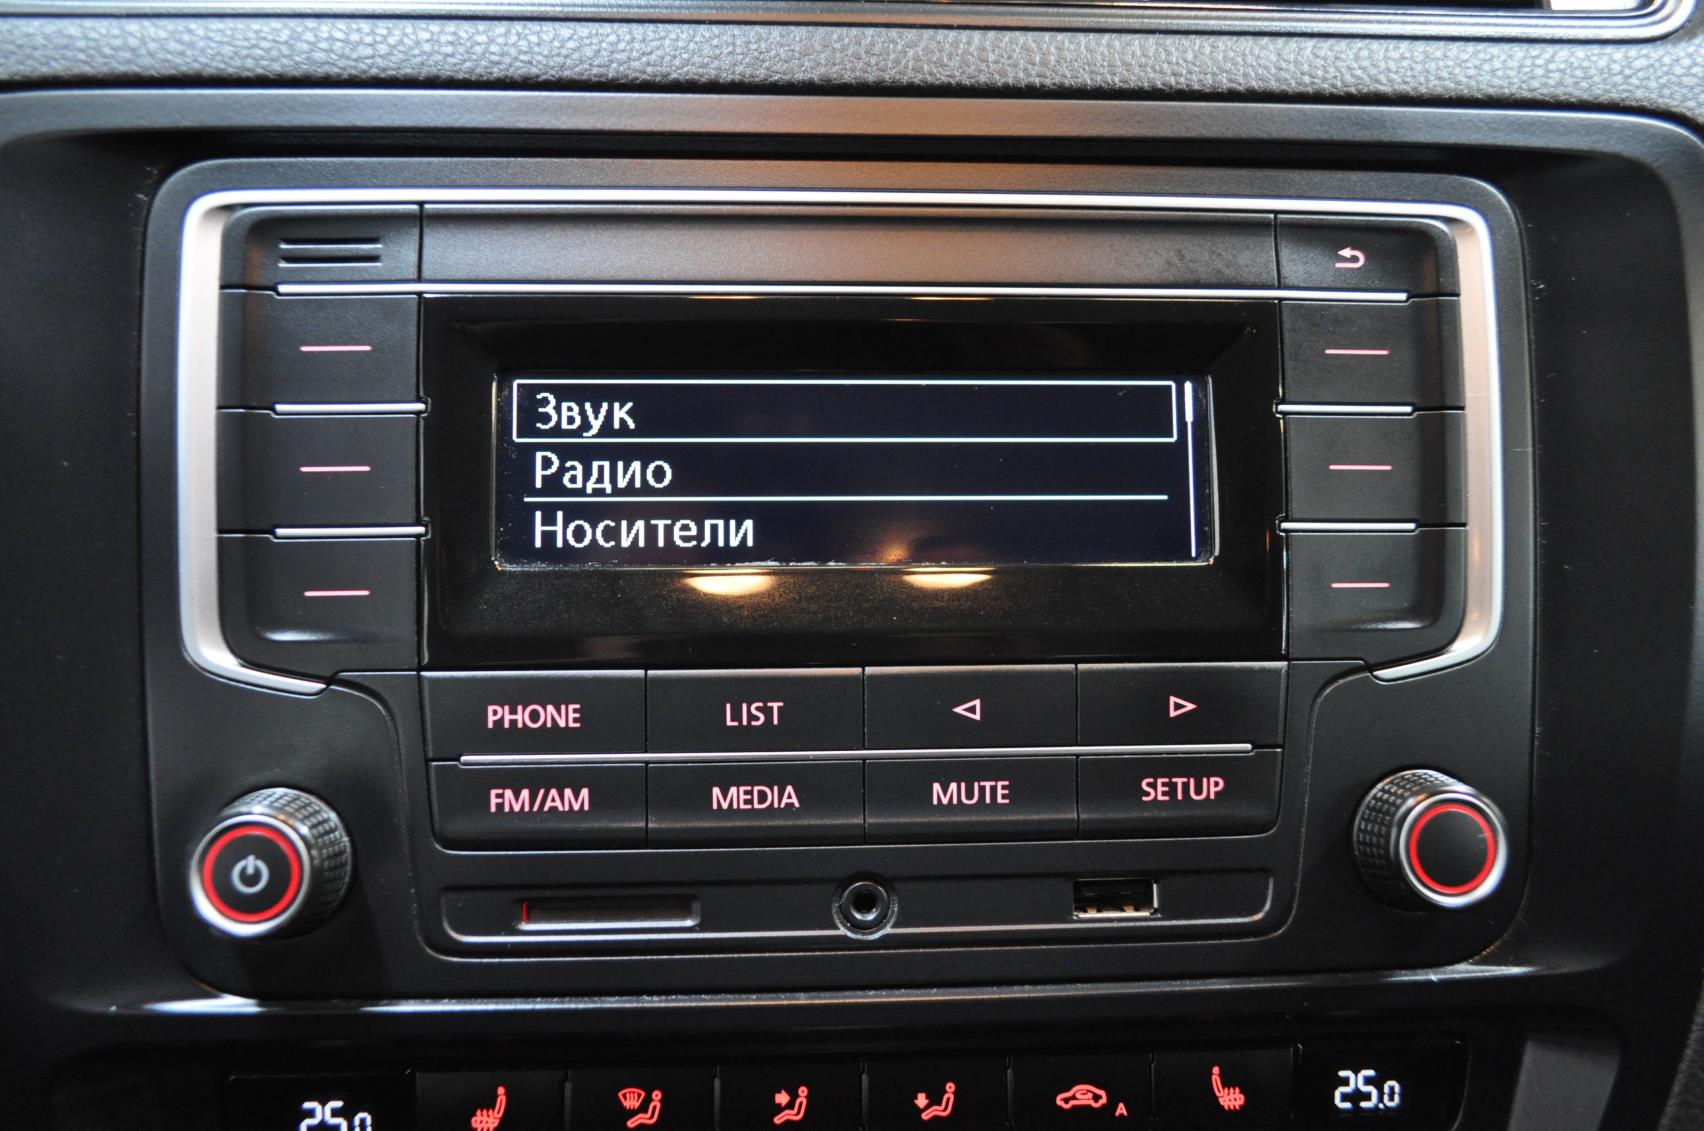 Звук
Радио
Носители
PHONE LIST
FM/AM MEDIA MUTE SETUP
25.0 A 25.0